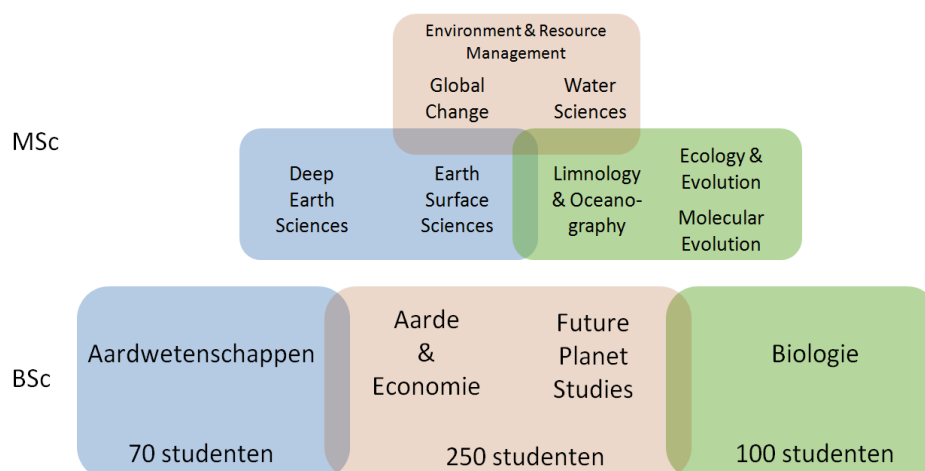 Environment & Resource
Management
Global
Change
Water
Sciences
MSc
Deep
Earth
Sciences
Earth
Surface
Sciences
Limnology
& Oceano-
graphy
Ecology &
Evolution
Molecular
Evolution
BSc
Aardwetenschappen
70 studenten
Aarde
&
Economie
Future
Planet
Studies
250 studenten
Biologie
100 studenten